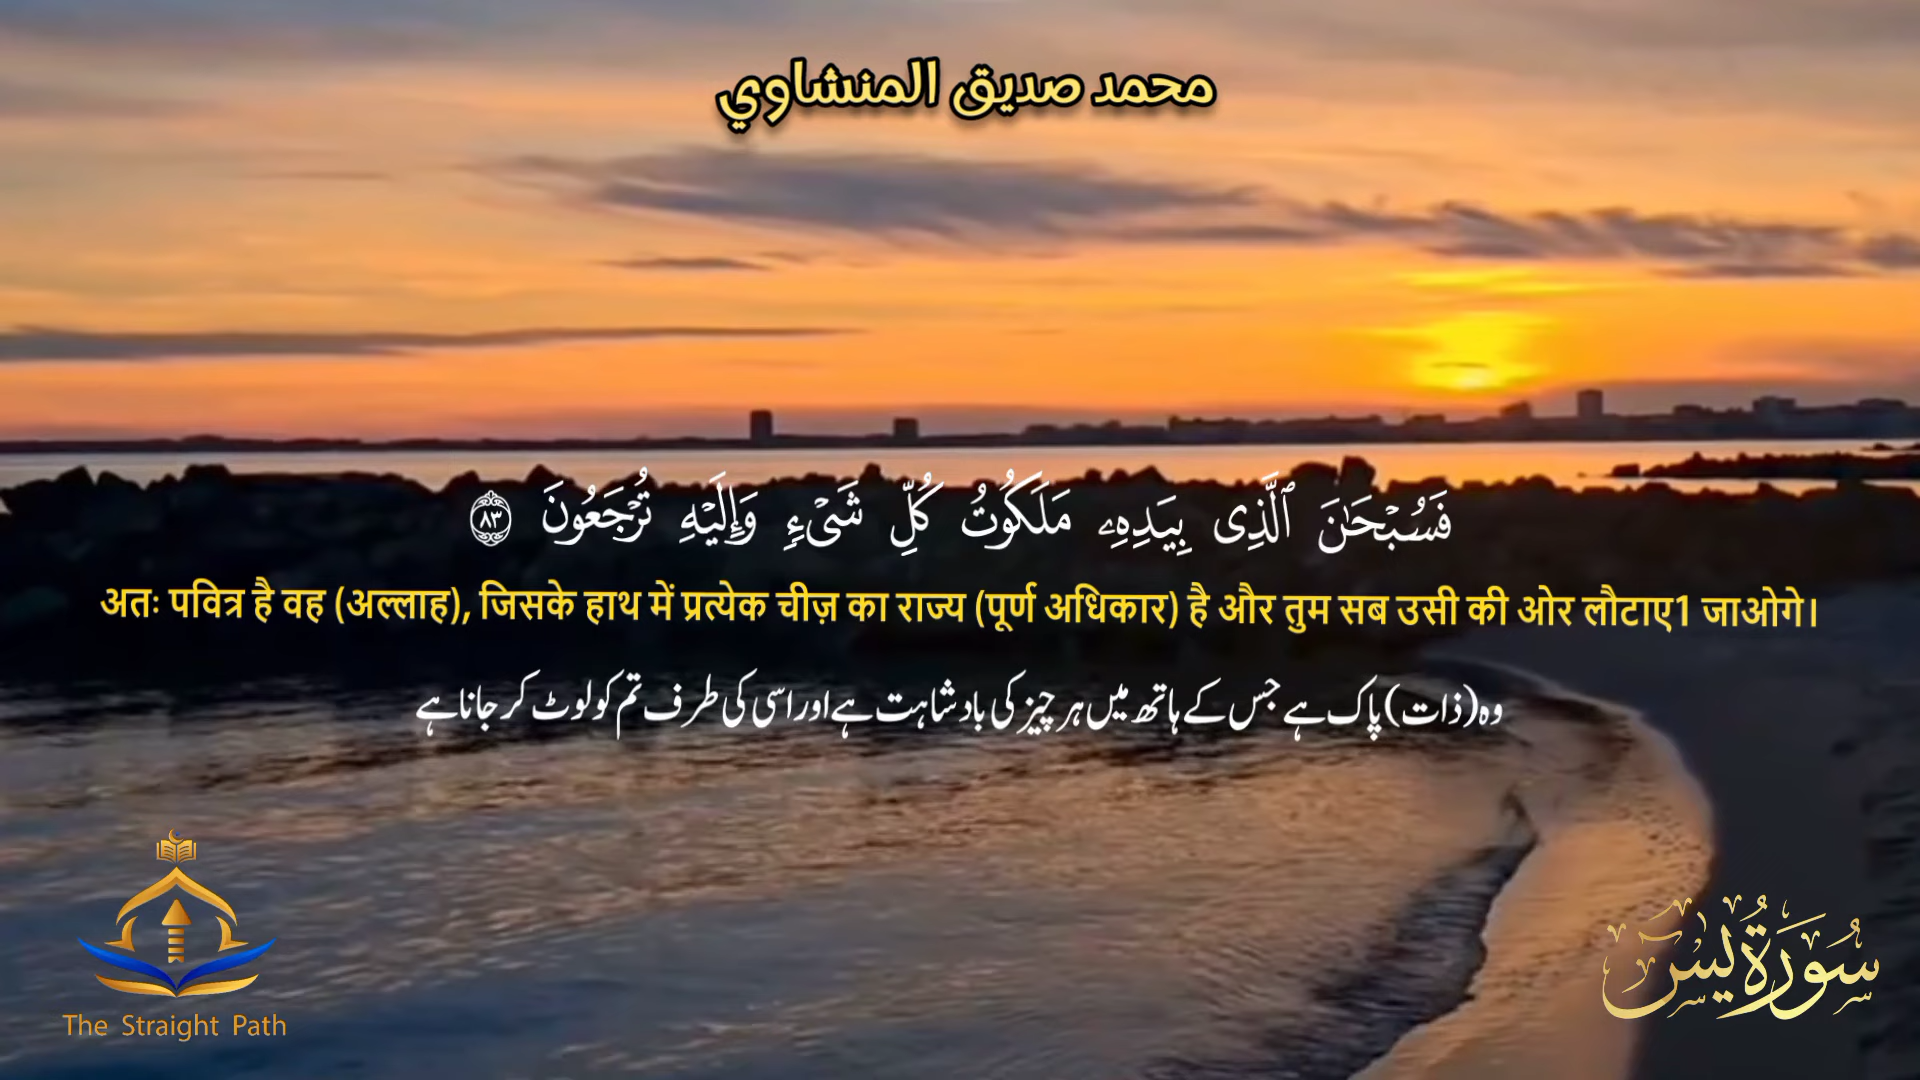 محمد صديق المنشاوي
فَسُبْحَٰنَ ٱلَّذِى بِيَدِهِۦ مَلَكُوتُ كُلِّ شَىْءٍ وَإِلَيْهِ تُرْجَعُونَ ٨٣
अतः पवित्र है वह (अल्लाह), जिसके हाथ में प्रत्येक चीज़ का राज्य (पूर्ण अधिकार) है और तुम सब उसी की ओर लौटाए1 जाओगे।
وہ (ذات) پاک ہے جس کے ہاتھ میں ہر چیز کی بادشاہت ہے اور اسی کی طرف تم کو لوٹ کر جانا ہے
The Straight Path
سُورَةُ يس